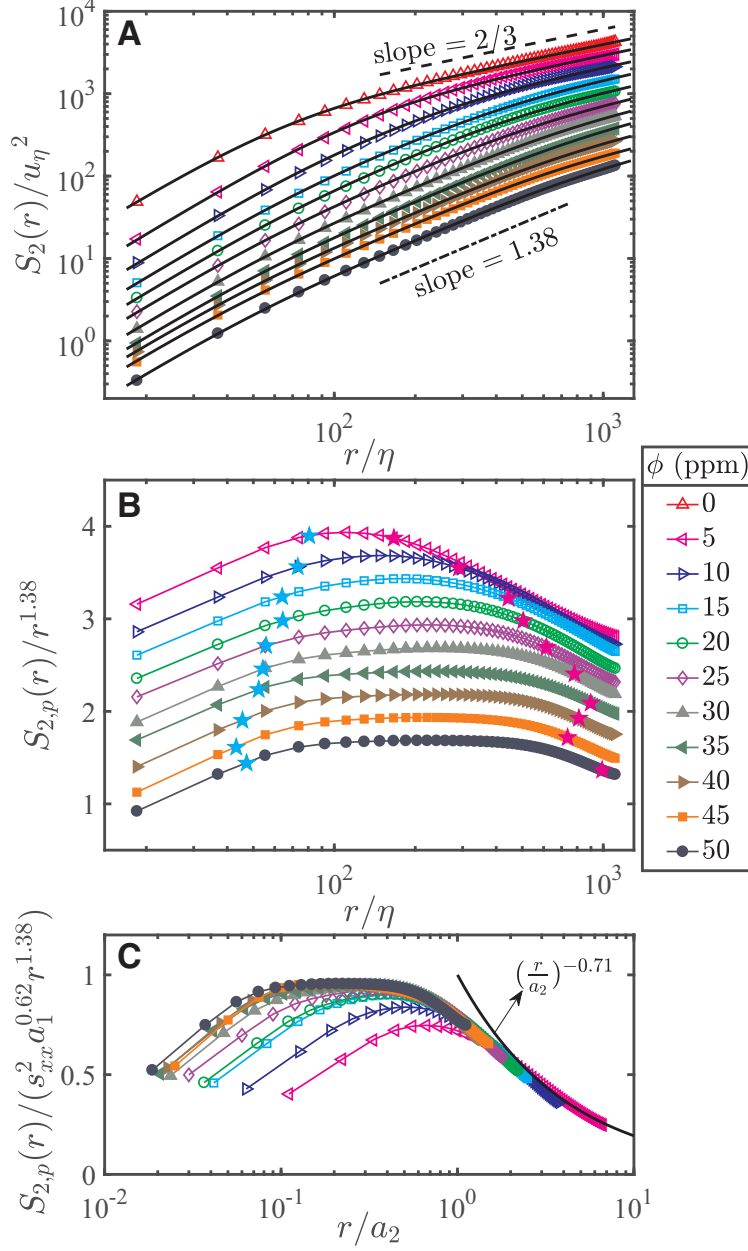 A
10^4
10^3
10^2
10^1
10^0
S_2(r)/u_η^2
slope = 2/3
slope = 1.38
10^2
10^3
r/η
B
4
3
2
1
S_{2,p}(r)/r^{1.38}
10^2
10^3
r/η
ϕ (ppm)
0
5
10
15
20
25
30
35
40
45
50
C
1
0.5
0
S_{2,p}(r)/(s_{xx}^2 a_1^{0.62} r^{1.38})
(r/a_2)^{-0.71}
10^{-2}
10^{-1}
10^0
10^1
r/a_2